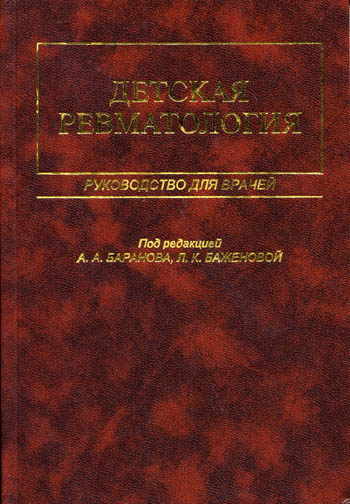 ДЕТСКАЯ
РЕВМАТОЛОГИЯ
РУКОВОДСТВО ДЛЯ ВРАЧЕЙ
Под редакцией
А. А. БАРАНОВА, Л. К. БАЖЕНОВОЙ